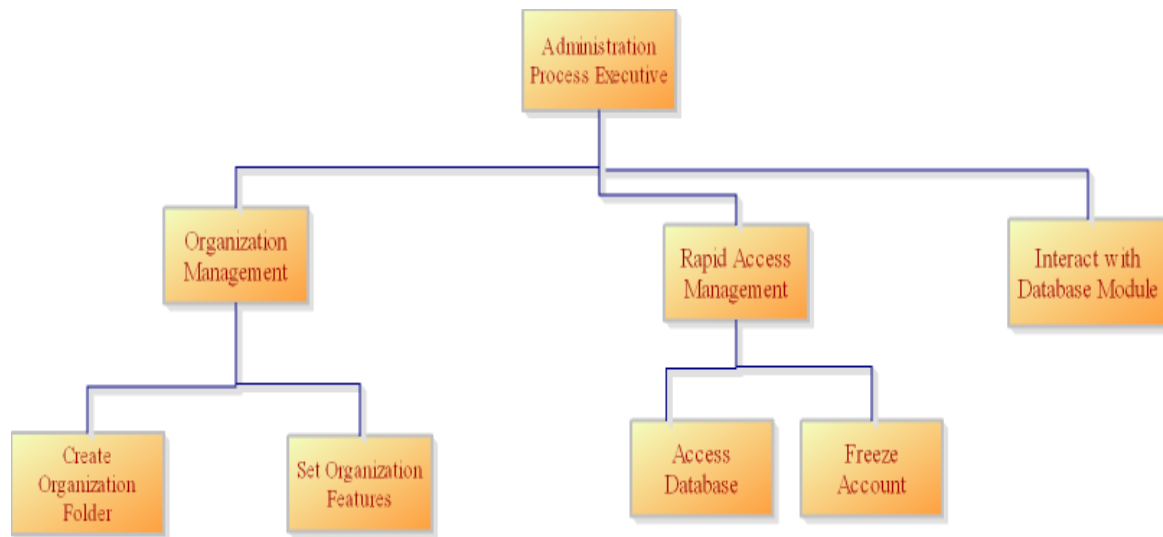 Administration
Process Executive
Organization
Management
Rapid Access
Management
Interact with
Database Module
Create
Organization
Folder
Set Organization
Features
Access
Database
Freeze
Account